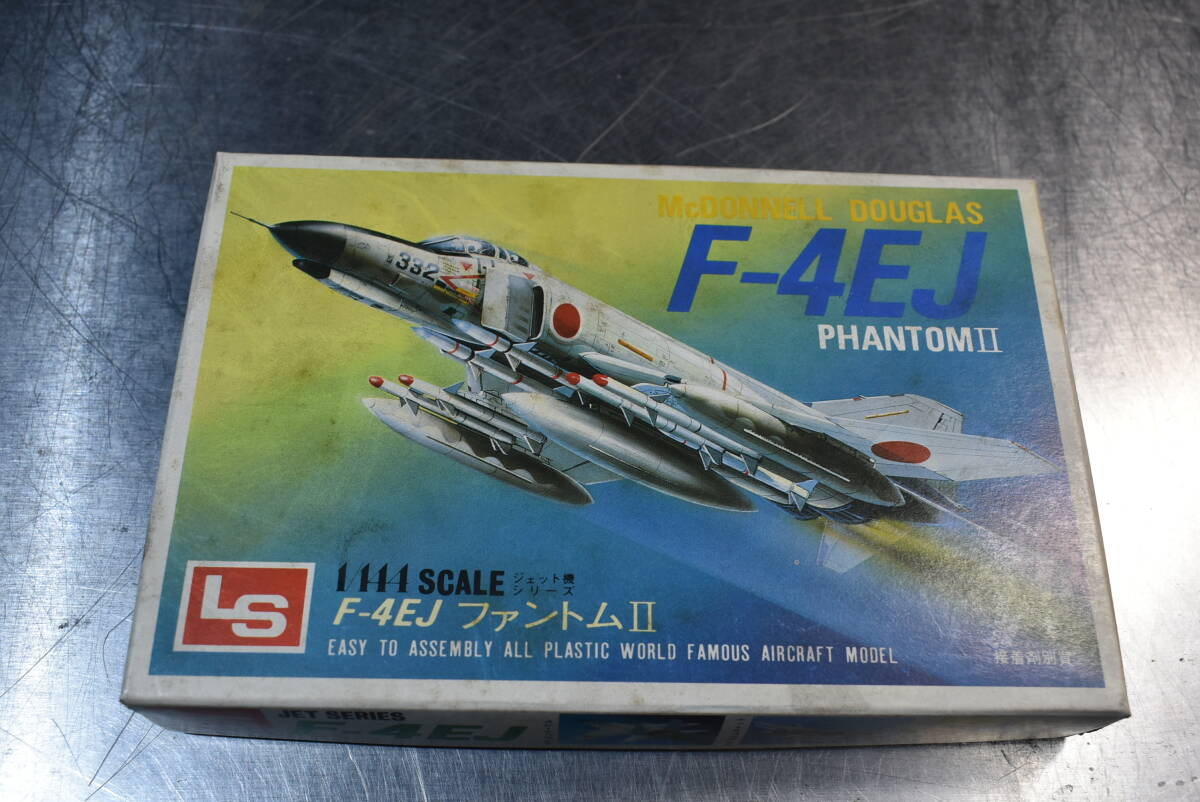 McDONNELL DOUGLAS
F-4EJ
PHANTOM II
332
LS
1/144 SCALE ジェット機
シリーズ
F-4EJ ファントムII
EASY TO ASSEMBLY ALL PLASTIC WORLD FAMOUS AIRCRAFT MODEL
接着剤別売
JET SERIES
F-4EJ